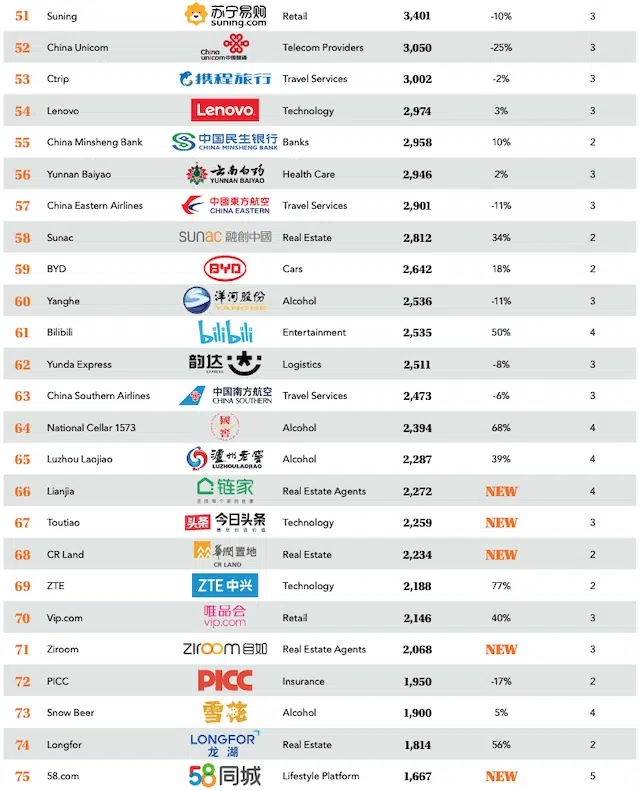 51 Suning 苏宁易购 suning.com Retail 3,401 -10% 3
52 China Unicom China unicom中国联通 Telecom Providers 3,050 -25% 3
53 Ctrip 携程旅行 Travel Services 3,002 -2% 3
54 Lenovo Lenovo Technology 2,974 3% 3
55 China Minsheng Bank 中国民生银行 CHINA MINSHENG BANK Banks 2,958 10% 2
56 Yunnan Baiyao 云南白药 YUNNAN BAIYAO Health Care 2,946 2% 3
57 China Eastern Airlines 中國東方航空 CHINA EASTERN Travel Services 2,901 -11% 3
58 Sunac SUNAC 融創中國 Real Estate 2,812 34% 2
59 BYD BYD Cars 2,642 18% 2
60 Yanghe 洋河股份 YANGHE Alcohol 2,536 -11% 3
61 Bilibili bilibili Entertainment 2,535 50% 4
62 Yunda Express 韵达 EXPRESS Logistics 2,511 -8% 3
63 China Southern Airlines 中国南方航空 CHINA SOUTHERN Travel Services 2,473 -6% 3
64 National Cellar 1573 國窖 Alcohol 2,394 68% 4
65 Luzhou Laojiao 泸州老窖 LUZHOULAOJIAO Alcohol 2,287 39% 4
66 Lianjia 链家 Real Estate Agents 2,272 NEW 4
67 Toutiao 头条 今日头条 Technology 2,259 NEW 3
68 CR Land 華潤置地 CR LAND Real Estate 2,234 NEW 2
69 ZTE ZTE中兴 Technology 2,188 77% 2
70 Vip.com 唯品会 vip.com Retail 2,146 40% 3
71 Ziroom ziroom自如 Real Estate Agents 2,068 NEW 3
72 PICC PICC Insurance 1,950 -17% 2
73 Snow Beer 雪花 Alcohol 1,900 5% 4
74 Longfor LONGFOR 龙湖 Real Estate 1,814 56% 2
75 58.com 58同城 Lifestyle Platform 1,667 NEW 5